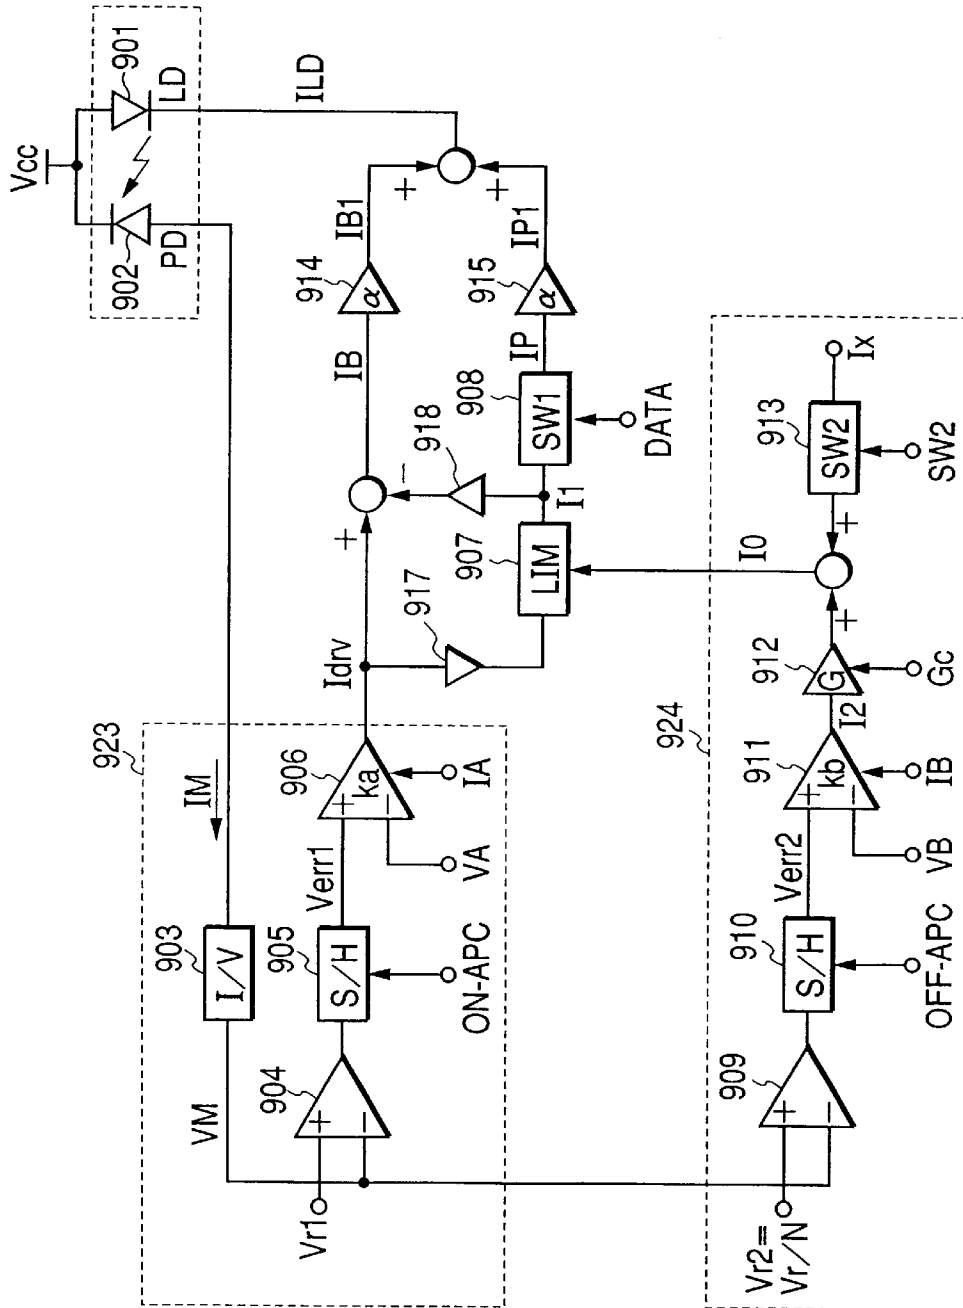 Vcc
901
LD
ILD
902
PD
IB1
914
α
IB
IP1
915
α
IP
908
SW1
DATA
918
I1
907
LIM
917
Idrv
+
−
+
+
923
IM
903
I/V
VM
906
+
ka
−
IA
VA
Verr1
905
S/H
ON-APC
904
+
−
Vr1
924
I0
Ix
913
SW2
SW2
+
+
912
G
Gc
I2
911
+
kb
−
IB
VB
Verr2
910
S/H
OFF-APC
909
+
−
Vr2=
Vr/N